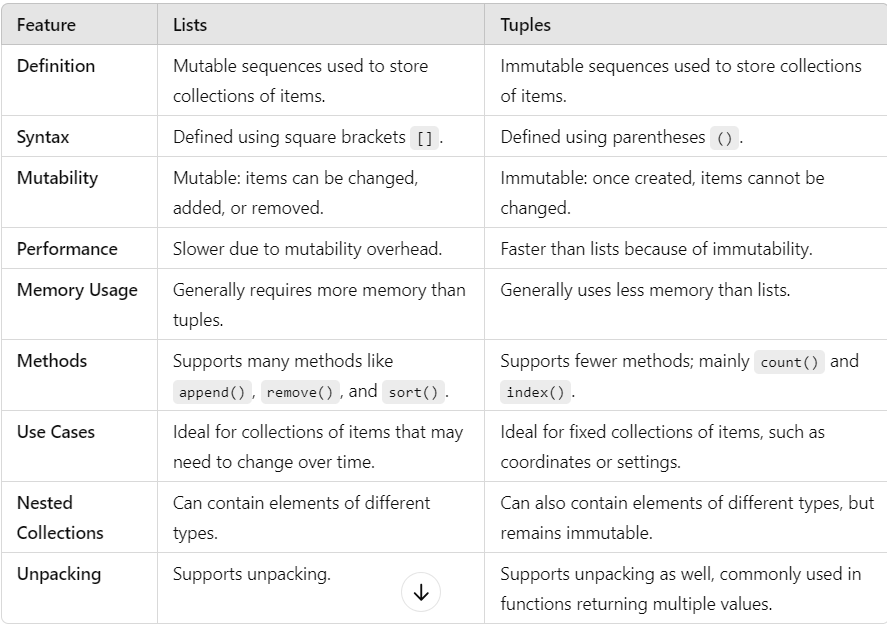 Feature Lists Tuples
Definition Mutable sequences used to store Immutable sequences used to store collections
collections of items. of items.
Syntax Defined using square brackets []. Defined using parentheses ().
Mutability Mutable: items can be changed, Immutable: once created, items cannot be
added, or removed. changed.
Performance Slower due to mutability overhead. Faster than lists because of immutability.
Memory Usage Generally requires more memory than Generally uses less memory than lists.
tuples.
Methods Supports many methods like Supports fewer methods; mainly count() and
append(), remove(), and sort(). index().
Use Cases Ideal for collections of items that may Ideal for fixed collections of items, such as
need to change over time. coordinates or settings.
Nested Can contain elements of different Can also contain elements of different types, but
Collections types. remains immutable.
Unpacking Supports unpacking. Supports unpacking as well, commonly used in
functions returning multiple values.